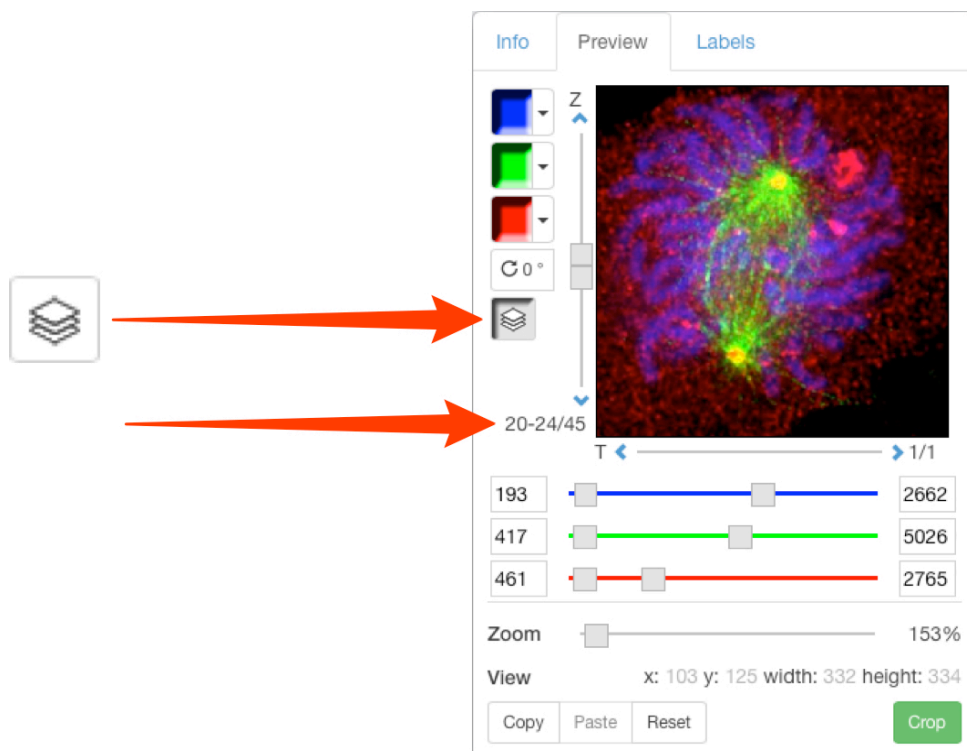 Info Preview Labels
Z
0 °
20-24/45
T 1/1
193 2662
417 5026
461 2765
Zoom 153%
View x: 103 y: 125 width: 332 height: 334
Copy Paste Reset Crop